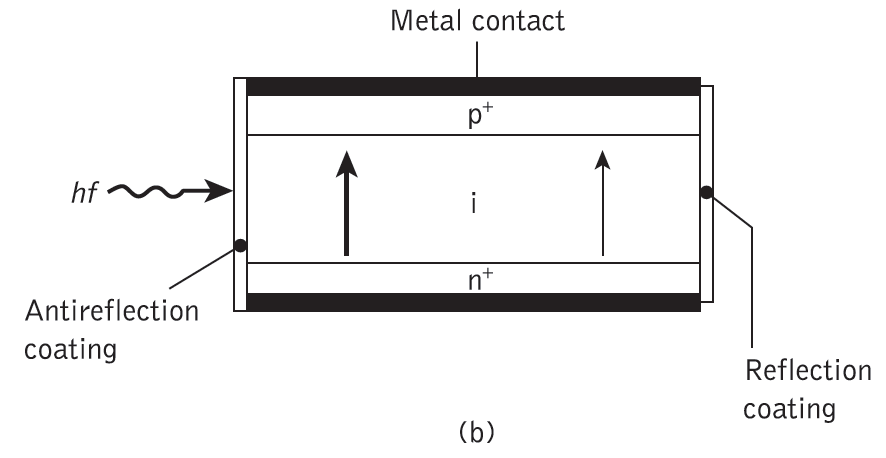 Metal contact
p+
hf
i
n+
Antireflection
coating
Reflection
coating
(b)